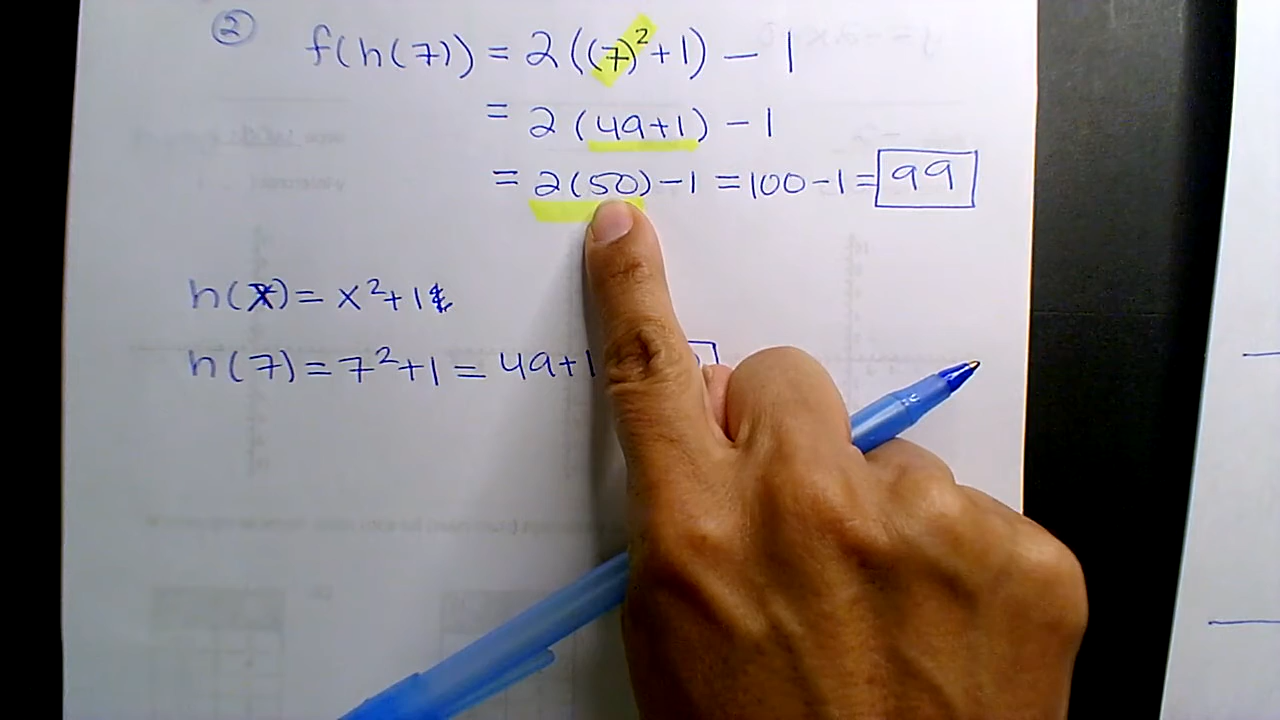 ②
f(h(7)) = 2((7)²+1) - 1
= 2(49+1) - 1
= 2(50) - 1 = 100 - 1 = 99
h(x) = x²+1
h(7) = 7²+1 = 49+1